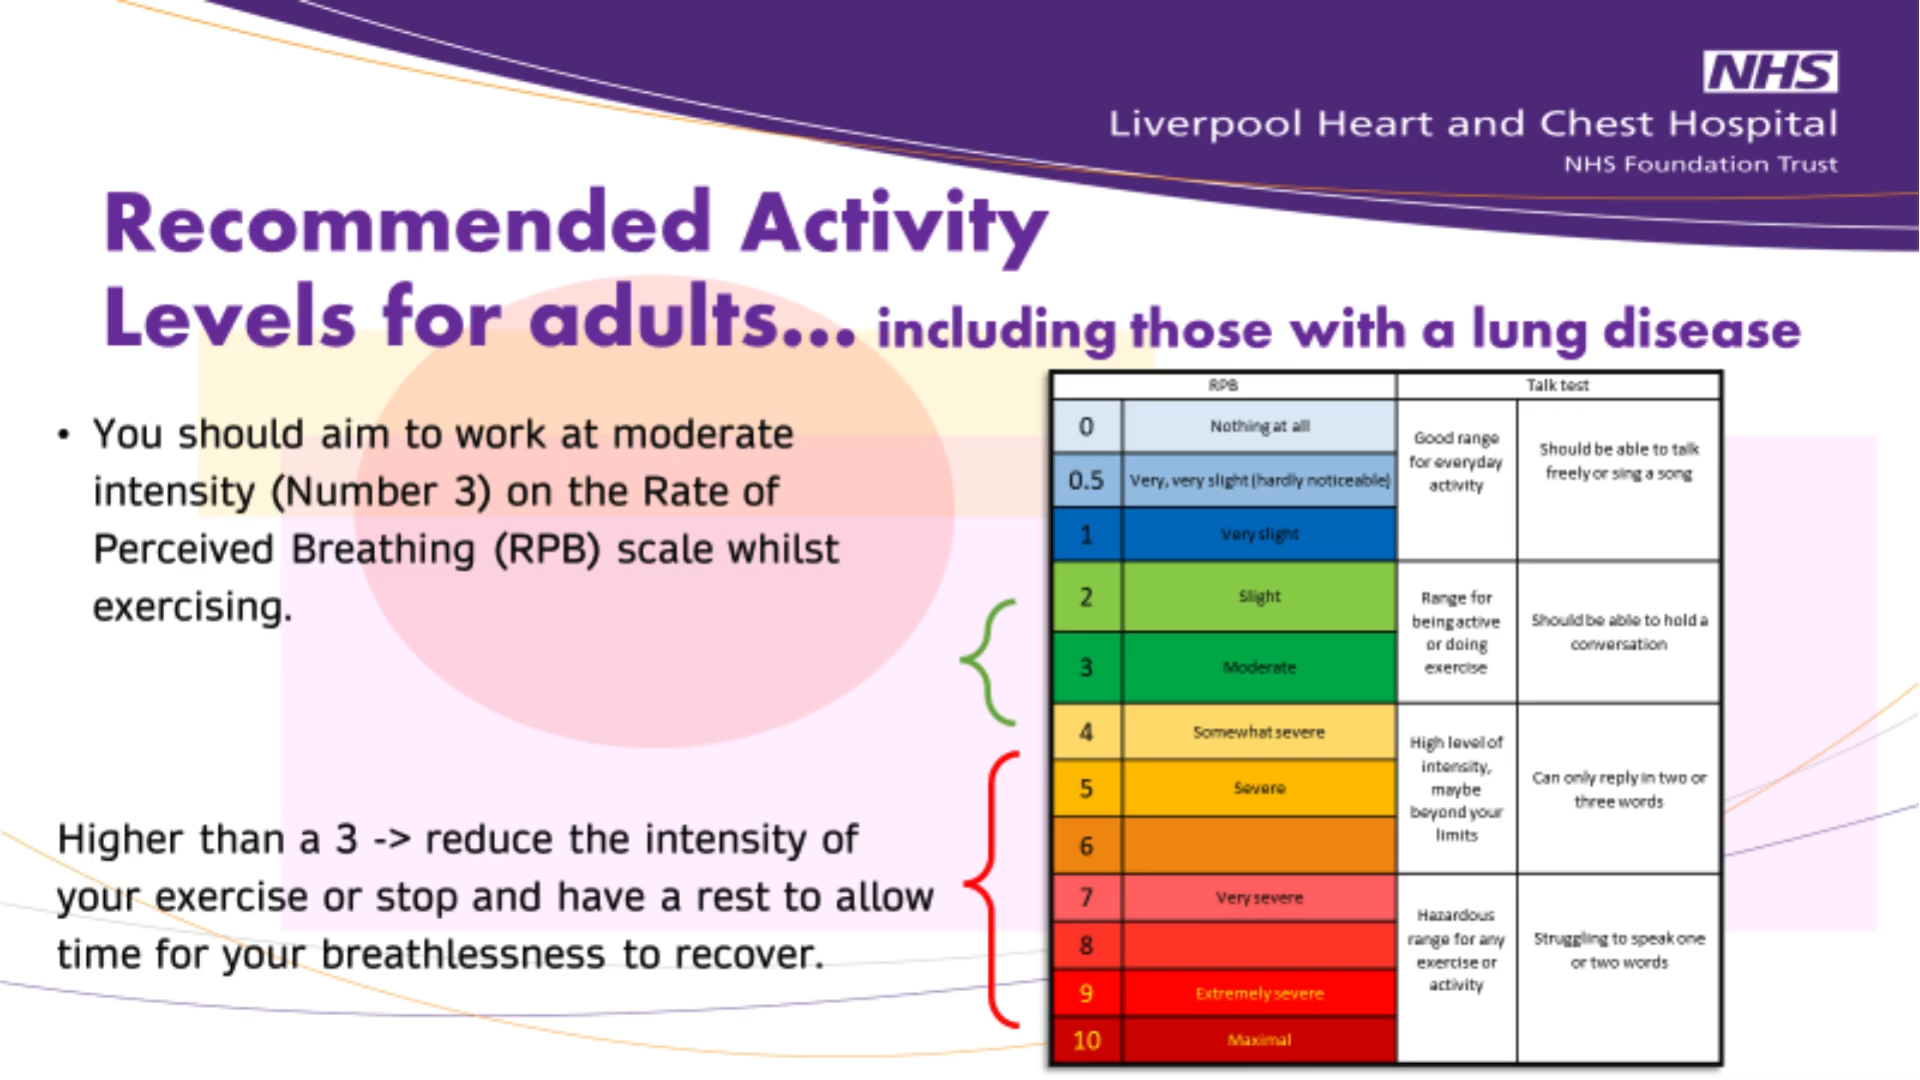 NHS
Liverpool Heart and Chest Hospital
NHS Foundation Trust
Recommended Activity
Levels for adults... including those with a lung disease
• You should aim to work at moderate
intensity (Number 3) on the Rate of
Perceived Breathing (RPB) scale whilst
exercising.
Higher than a 3 -> reduce the intensity of
your exercise or stop and have a rest to allow
time for your breathlessness to recover.
RPB Talk test
0 Nothing at all
0.5 Very, very slight (hardly noticeable)
1 Very slight
Good range
for everyday
activity
Should be able to talk
freely or sing a song
2 Slight
3 Moderate
Range for
being active
or doing
exercise
Should be able to hold a
conversation
4 Somewhat severe
5 Severe
6
High level of
intensity,
maybe
beyond your
limits
Can only reply in two or
three words
7 Very severe
8
9 Extremely severe
10 Maximal
Hazardous
range for any
exercise or
activity
Struggling to speak one
or two words